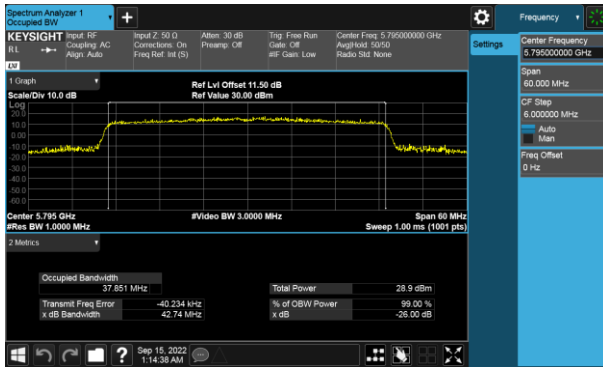 Spectrum Analyzer 1
Occupied BW
+
Frequency
KEYSIGHT
R L
Input: RF
Coupling: AC
Align: Auto
Input Z: 50 Ω
Corrections: On
Freq Ref: Int (S)
Atten: 30 dB
Preamp: Off
Trig: Free Run
Gate: Off
#IF Gain: Low
Center Freq: 5.795000000 GHz
Avg|Hold: 50/50
Radio Std: None
Settings
Center Frequency
5.795000000 GHz
Span
60.000 MHz
CF Step
6.000000 MHz
Auto
Man
Freq Offset
0 Hz
1 Graph
Scale/Div 10.0 dB
Ref Lvl Offset 11.50 dB
Ref Value 30.00 dBm
Log
20.0
10.0
0.00
-10.0
-20.0
-30.0
-40.0
-50.0
-60.0
Center 5.795 GHz
#Res BW 1.0000 MHz
#Video BW 3.0000 MHz
Span 60 MHz
Sweep 1.00 ms (1001 pts)
2 Metrics
Occupied Bandwidth
37.851 MHz
Total Power 28.9 dBm
Transmit Freq Error -40.234 kHz
% of OBW Power 99.00 %
x dB Bandwidth 42.74 MHz
x dB -26.00 dB
?
Sep 15, 2022
1:14:38 AM